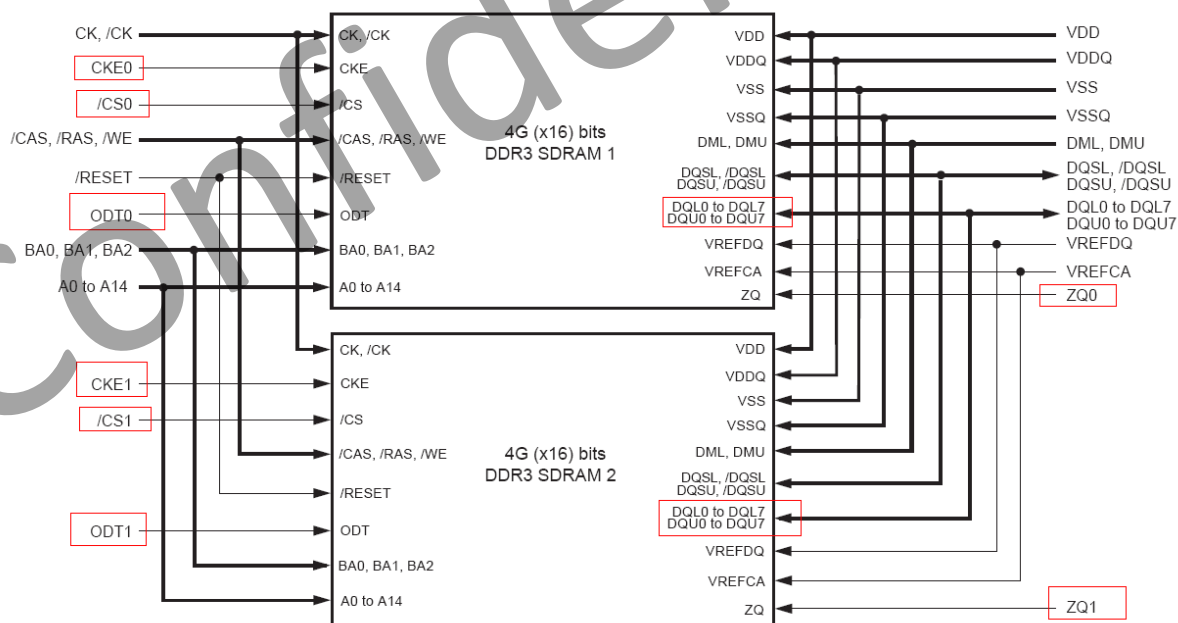 CK, /CK
CKE0
/CS0
/CAS, /RAS, /WE
/RESET
ODT0
BA0, BA1, BA2
A0 to A14
CK, /CK
CKE
/CS
/CAS, /RAS, /WE
/RESET
ODT
BA0, BA1, BA2
A0 to A14
4G (x16) bits
DDR3 SDRAM 1
VDD
VDDQ
VSS
VSSQ
DML, DMU
DQSL, /DQSL
DQSU, /DQSU
DQL0 to DQL7
DQU0 to DQU7
VREFDQ
VREFCA
ZQ
VDD
VDDQ
VSS
VSSQ
DML, DMU
DQSL, /DQSL
DQSU, /DQSU
DQL0 to DQL7
DQU0 to DQU7
VREFDQ
VREFCA
ZQ0
CKE1
/CS1
ODT1
CK, /CK
CKE
/CS
/CAS, /RAS, /WE
/RESET
ODT
BA0, BA1, BA2
A0 to A14
4G (x16) bits
DDR3 SDRAM 2
VDD
VDDQ
VSS
VSSQ
DML, DMU
DQSL, /DQSL
DQSU, /DQSU
DQL0 to DQL7
DQU0 to DQU7
VREFDQ
VREFCA
ZQ
ZQ1